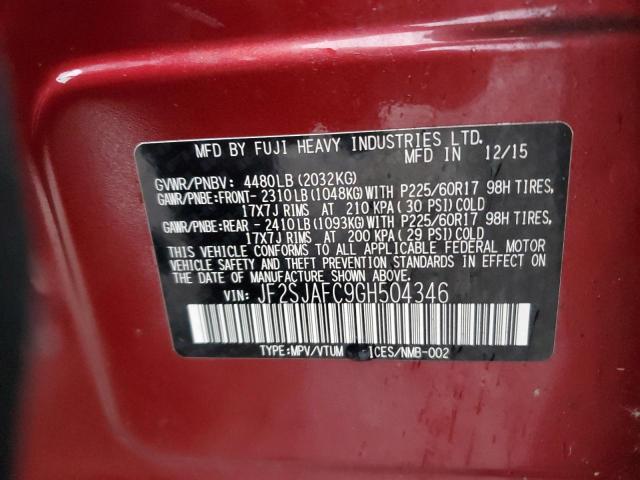 MFD BY FUJI HEAVY INDUSTRIES LTD.
MFD IN 12/15
GVWR/PNBV: 4480LB(2032KG)
GAWR/PNBE:FRONT- 2310LB(1048KG)WITH P225/60R17 98H TIRES,
17X7J RIMS AT 210 KPA(30 PSI)COLD
GAWR/PNBE:REAR - 2410LB(1093KG)WITH P225/60R17 98H TIRES,
17X7J RIMS AT 200 KPA(29 PSI)COLD
THIS VEHICLE CONFORMS TO ALL APPLICABLE FEDERAL MOTOR
VEHICLE SAFETY AND THEFT PREVENTION STANDARDS IN EFFECT ON
THE DATE OF MANUFACTURE SHOWN ABOVE.
VIN: JF2SJAFC9GH504346
TYPE:MPV/VTUM ICES/NMB-002